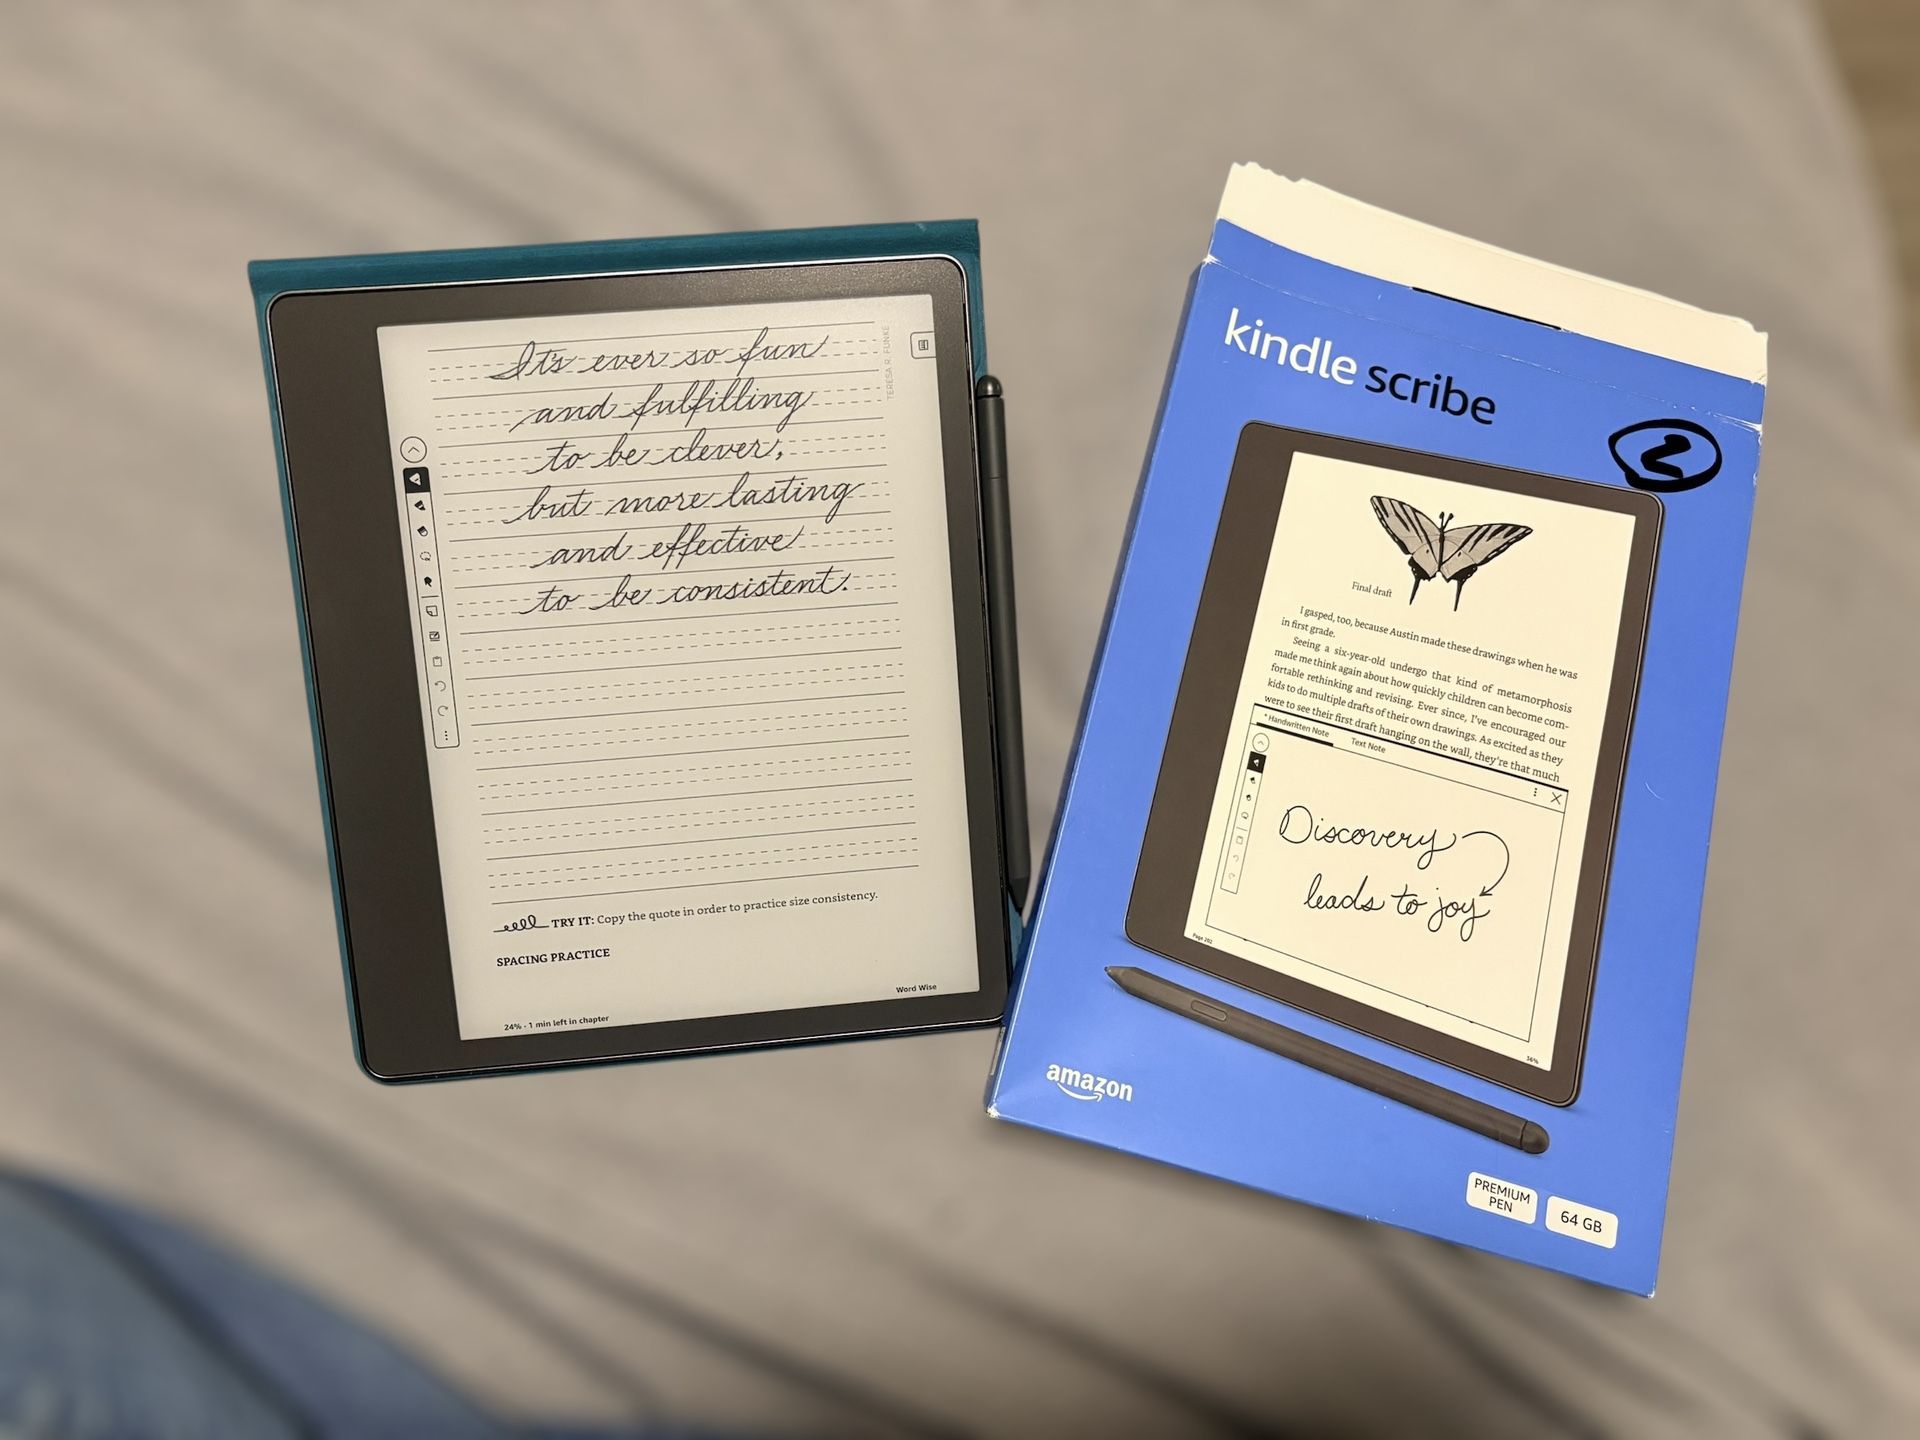 It's ever so fun
and fulfilling
to be clever,
but more lasting
and effective
to be consistent.
TERESA R. FUNKE
TRY IT: Copy the quote in order to practice size consistency.
SPACING PRACTICE
Word Wise
24% - 1 min left in chapter
kindle scribe
2
Final draft
I gasped, too, because Austin made these drawings when he was
in first grade.
Seeing a six-year-old undergo that kind of metamorphosis
made me think again about how quickly children can become com-
fortable rethinking and revising. Ever since, I've encouraged our
kids to do multiple drafts of their own drawings. As excited as they
were to see their first draft hanging on the wall, they're that much
* Handwritten Note
Text Note
Discovery
leads to joy
Page 202
36%
amazon
PREMIUM
PEN
64 GB